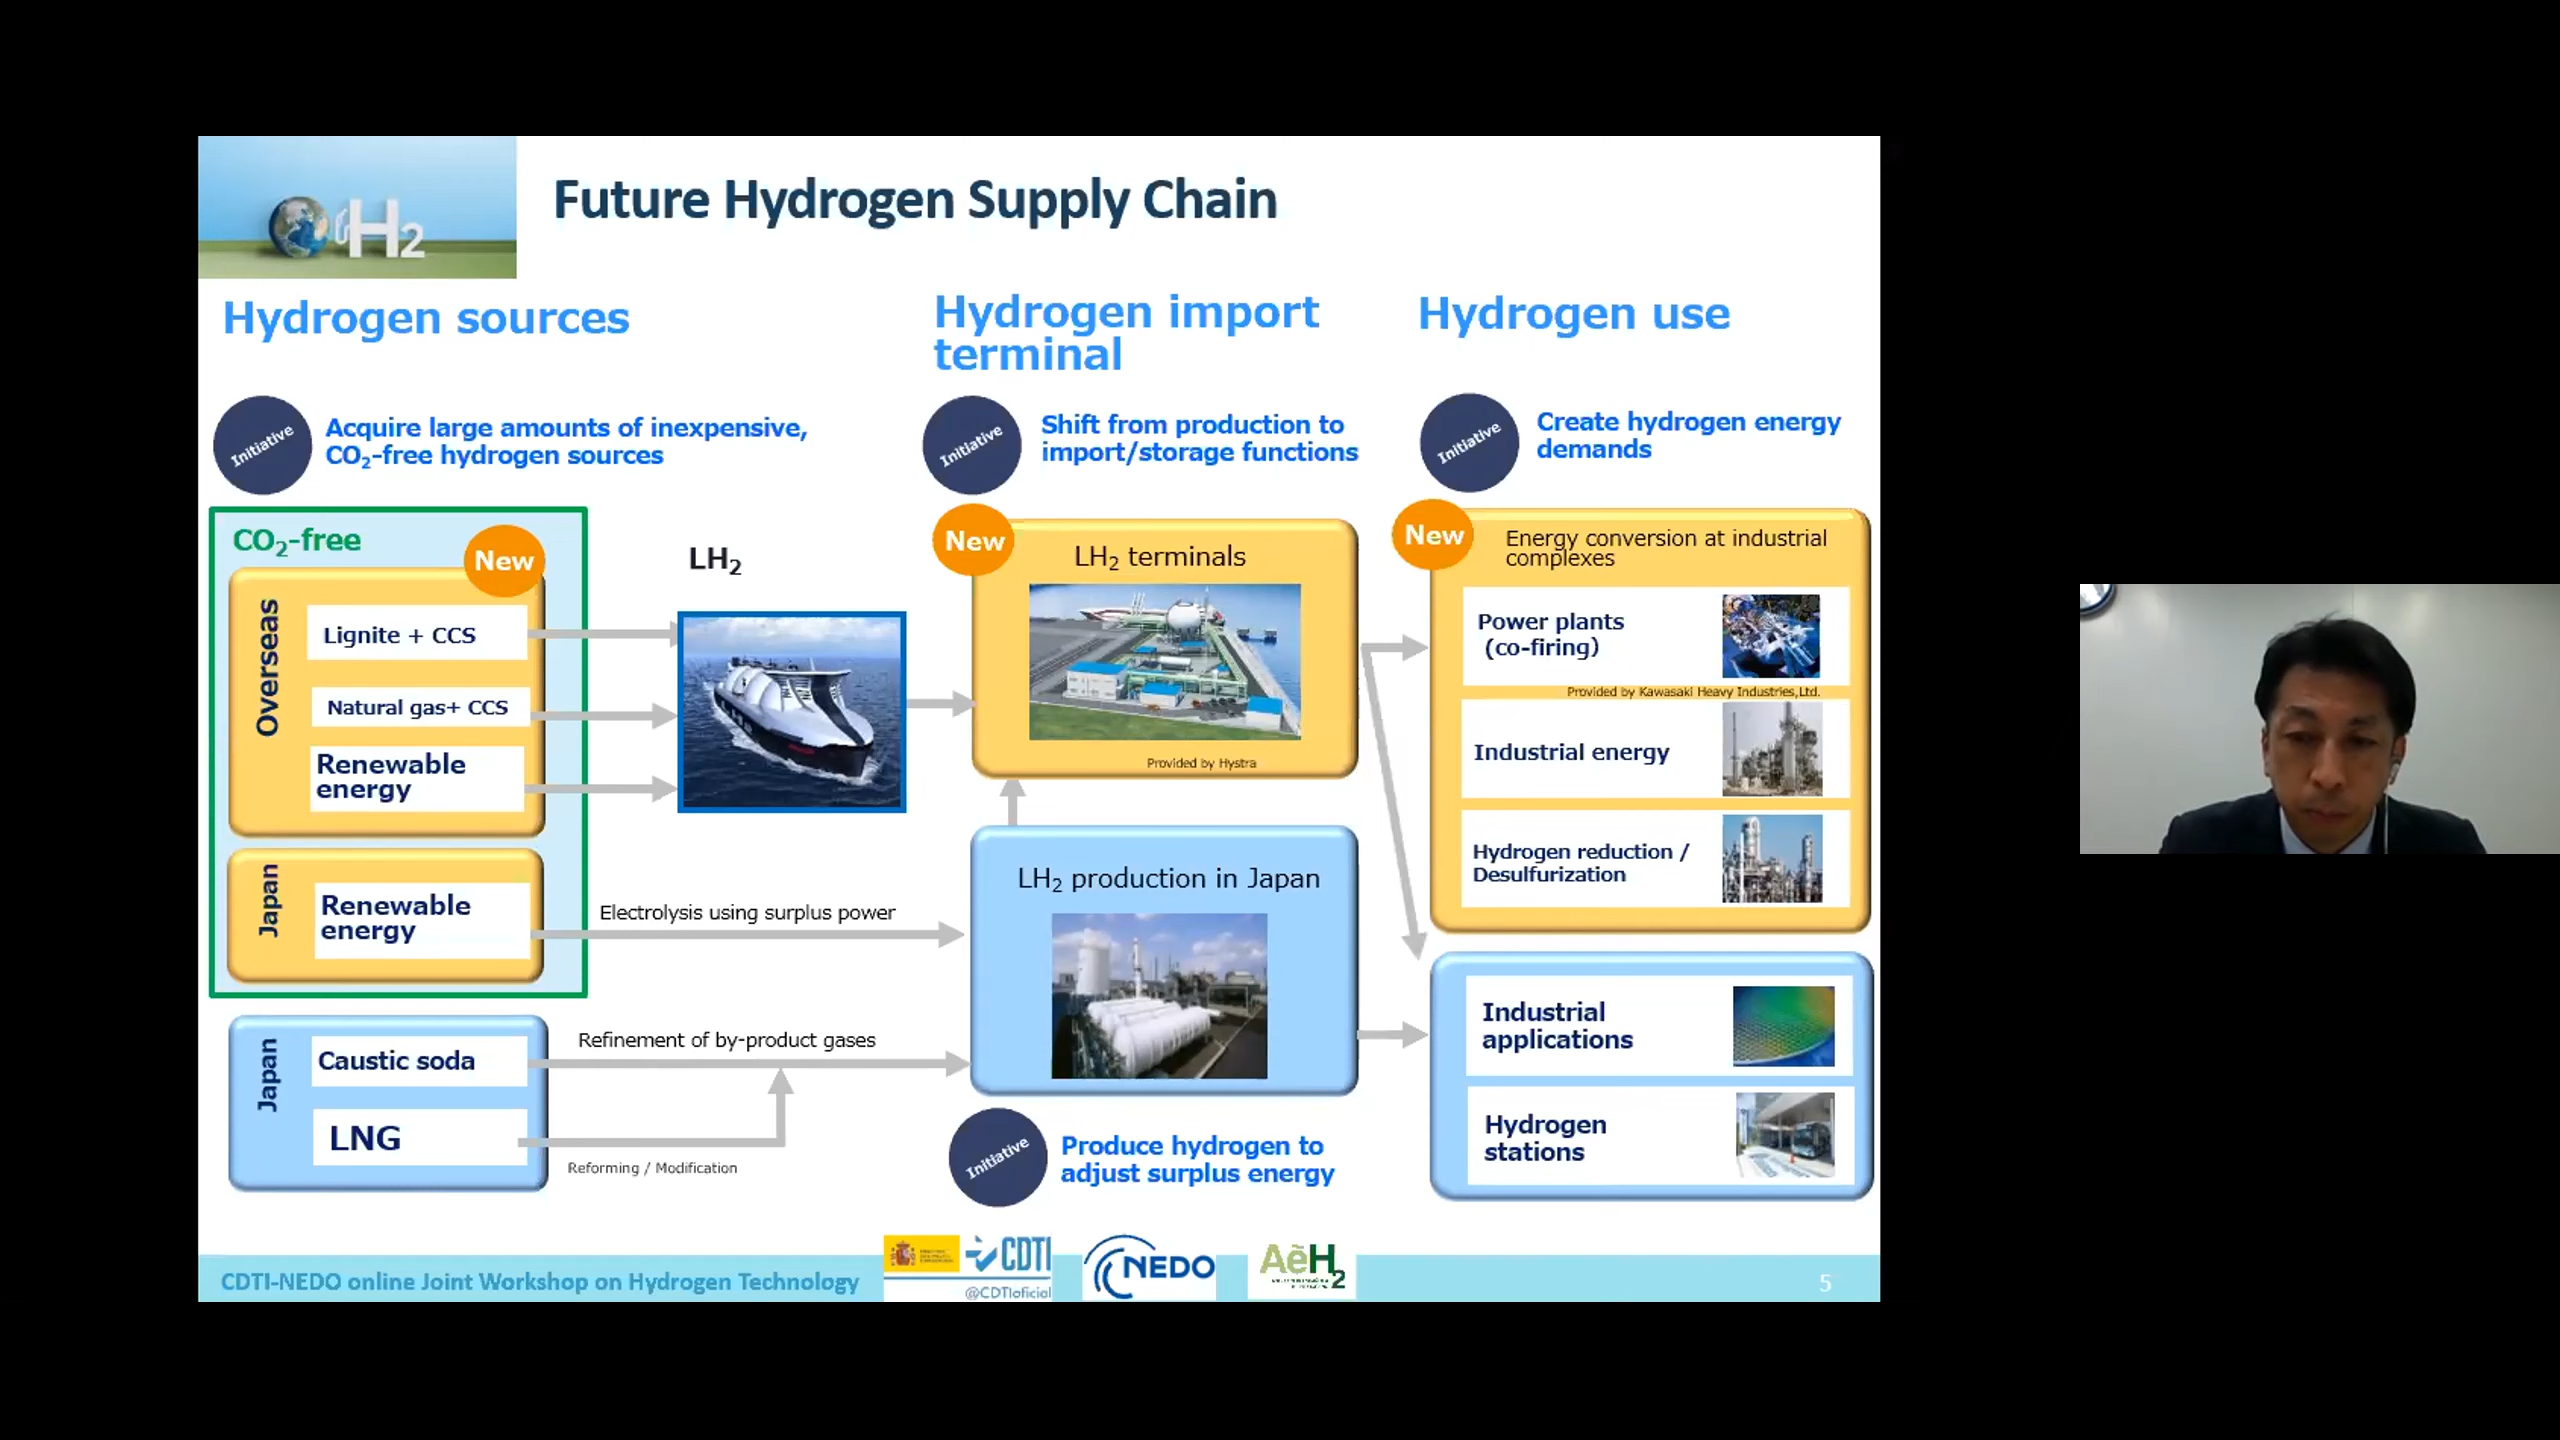 H2
Future Hydrogen Supply Chain
Hydrogen sources
Initiative
Acquire large amounts of inexpensive,
CO₂-free hydrogen sources
CO₂-free
New
Overseas
Lignite + CCS
Natural gas+ CCS
Renewable
energy
Japan
Renewable
energy
Japan
Caustic soda
LNG
LH₂
Electrolysis using surplus power
Refinement of by-product gases
Reforming / Modification
Hydrogen import
terminal
Initiative
Shift from production to
import/storage functions
New
LH₂ terminals
Provided by Hystra
LH₂ production in Japan
Initiative
Produce hydrogen to
adjust surplus energy
Hydrogen use
Initiative
Create hydrogen energy
demands
New
Energy conversion at industrial
complexes
Power plants
(co-firing)
Provided by Kawasaki Heavy Industries,Ltd.
Industrial energy
Hydrogen reduction /
Desulfurization
Industrial
applications
Hydrogen
stations
CDTI-NEDO online Joint Workshop on Hydrogen Technology
CDTI
@CDTIoficial
NEDO
AeH2
5